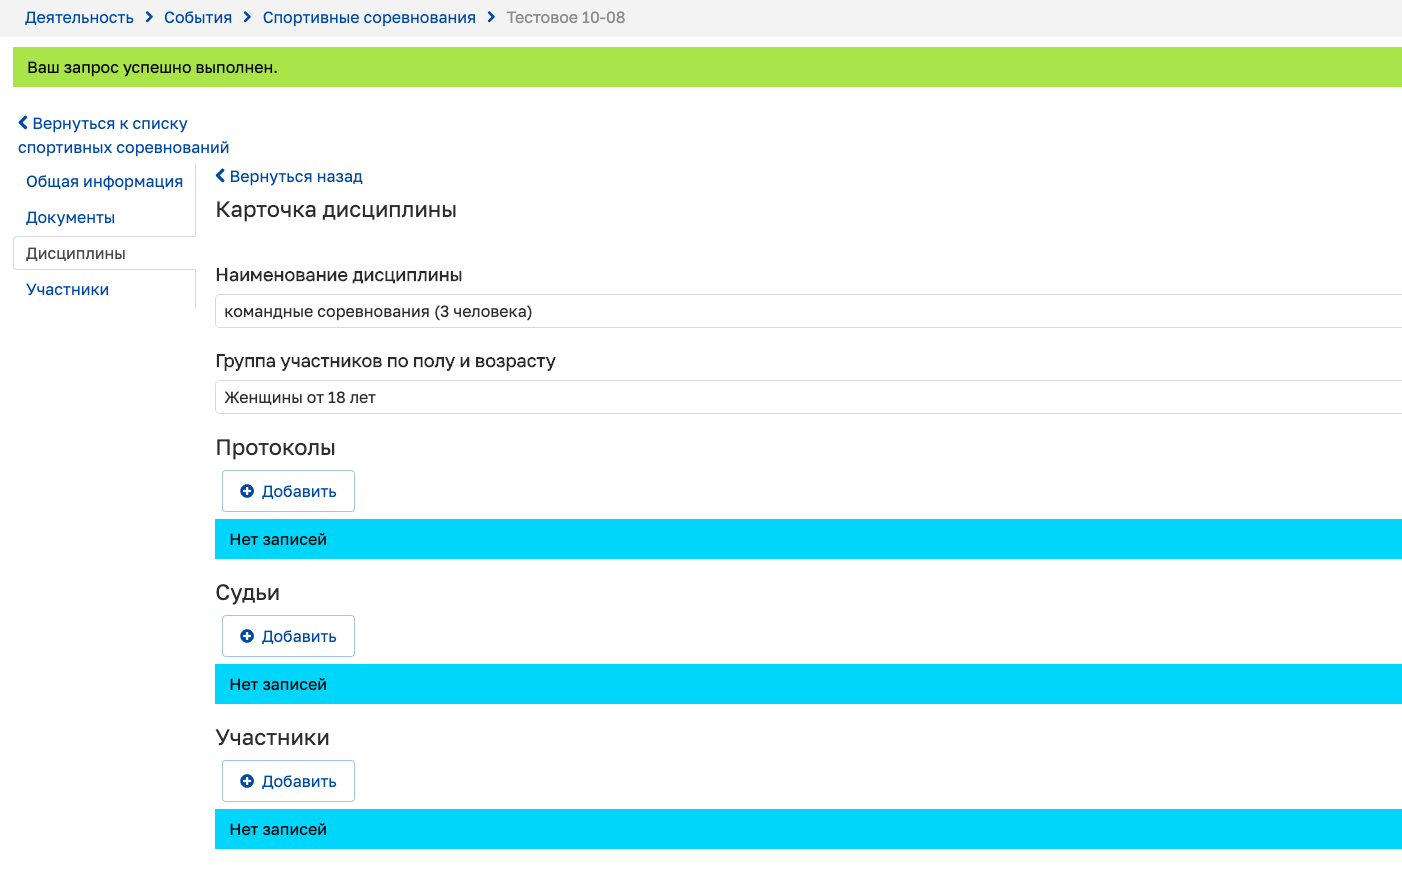 Деятельность События Спортивные соревнования Тестовое 10-08
Ваш запрос успешно выполнен.
Вернуться к списку
спортивных соревнований
Общая информация
Документы
Дисциплины
Участники
Вернуться назад
Карточка дисциплины
Наименование дисциплины
командные соревнования (3 человека)
Группа участников по полу и возрасту
Женщины от 18 лет
Протоколы
Добавить
Нет записей
Судьи
Добавить
Нет записей
Участники
Добавить
Нет записей